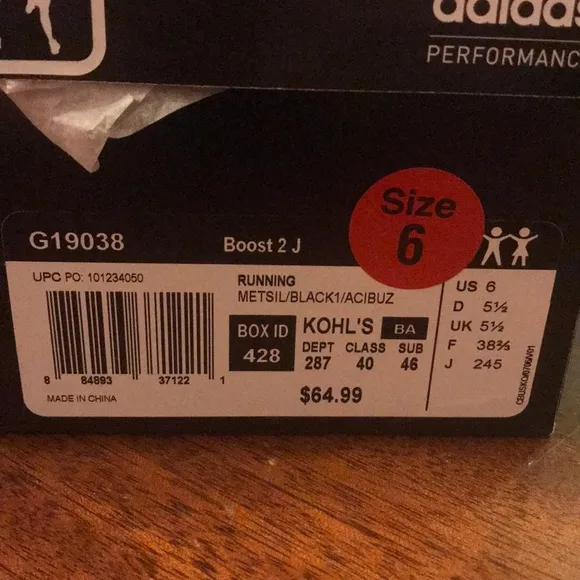 adidas
PERFORMANC
Size
6
G19038
Boost 2 J
UPC PO: 101234050
RUNNING
METSIL/BLACK1/ACIBUZ
BOX ID
428
KOHL'S BA
DEPT CLASS SUB
287 40 46
$64.99
8 84893 37122 1
MADE IN CHINA
US 6
D 5½
UK 5½
F 38⅔
J 245